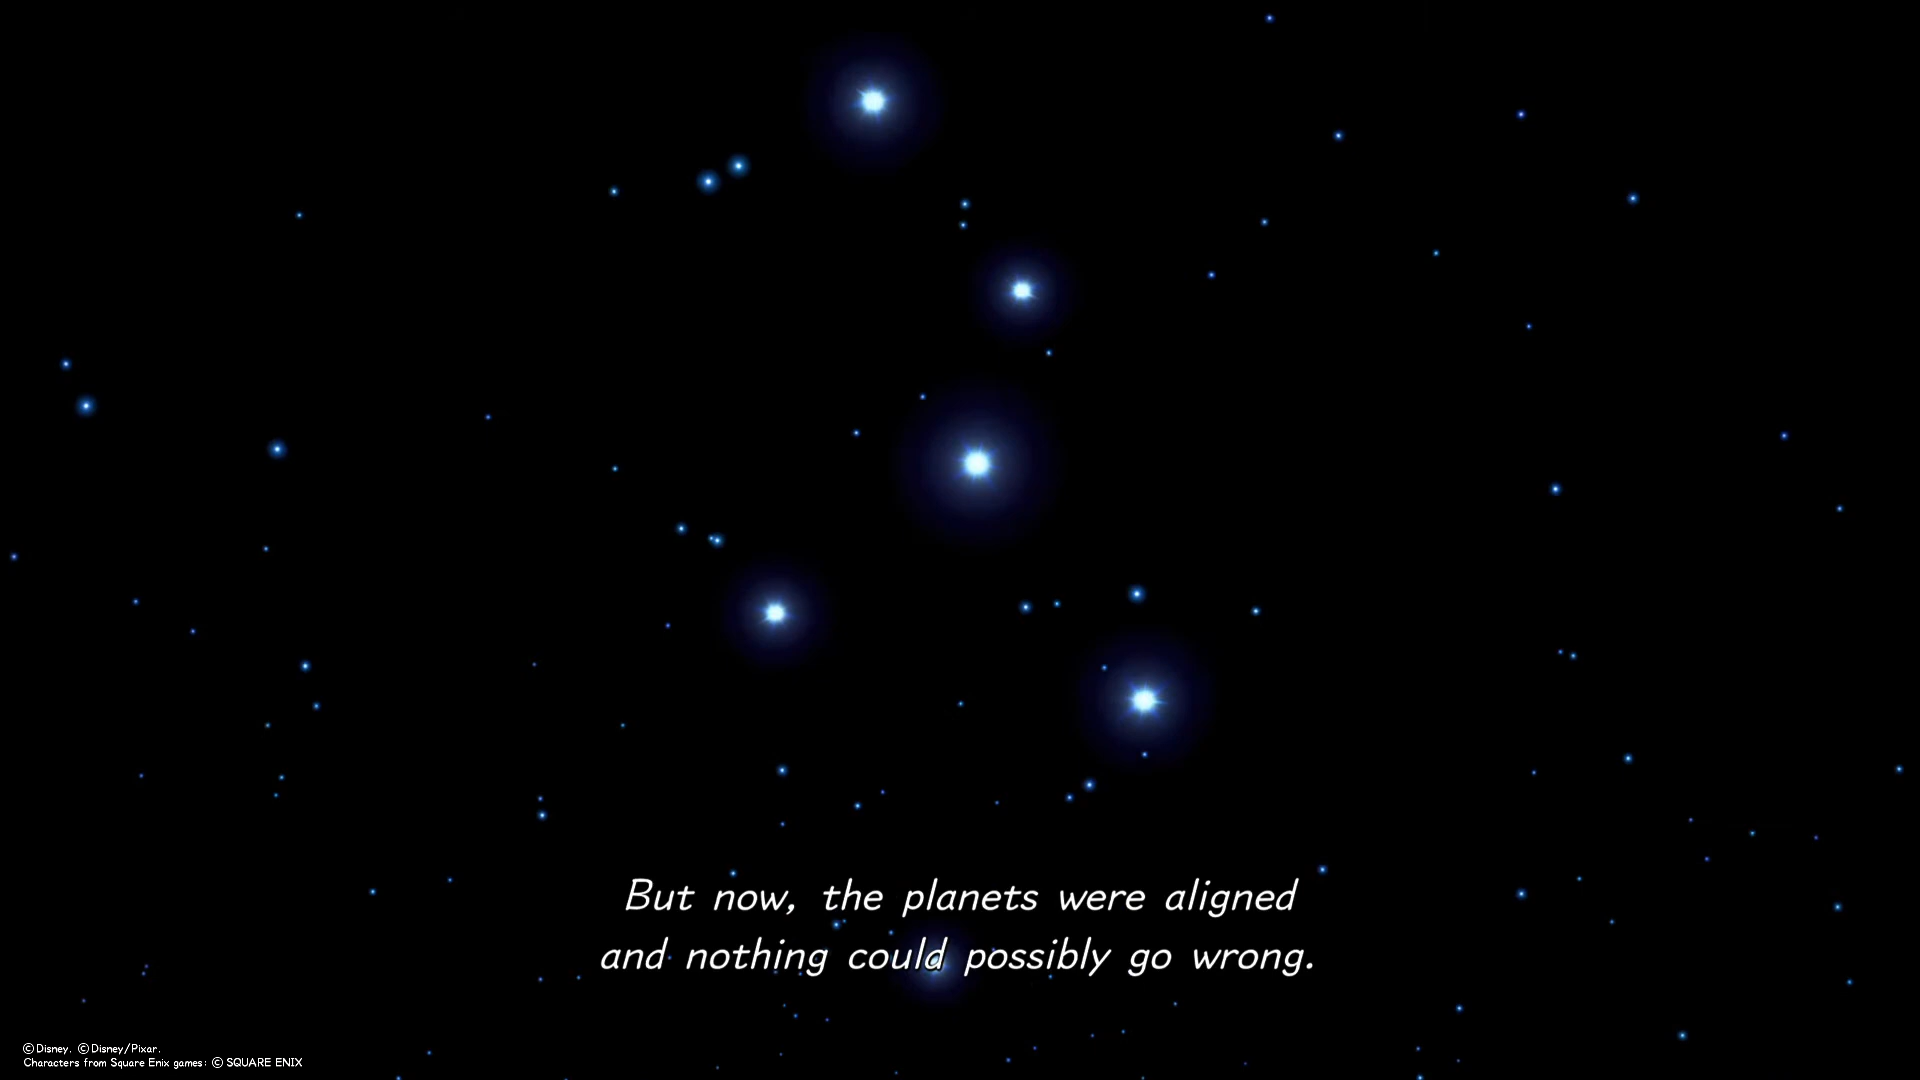 But now, the planets were aligned
and nothing could possibly go wrong.
©Disney. ©Disney/Pixar.
Characters from Square Enix games: © SQUARE ENIX